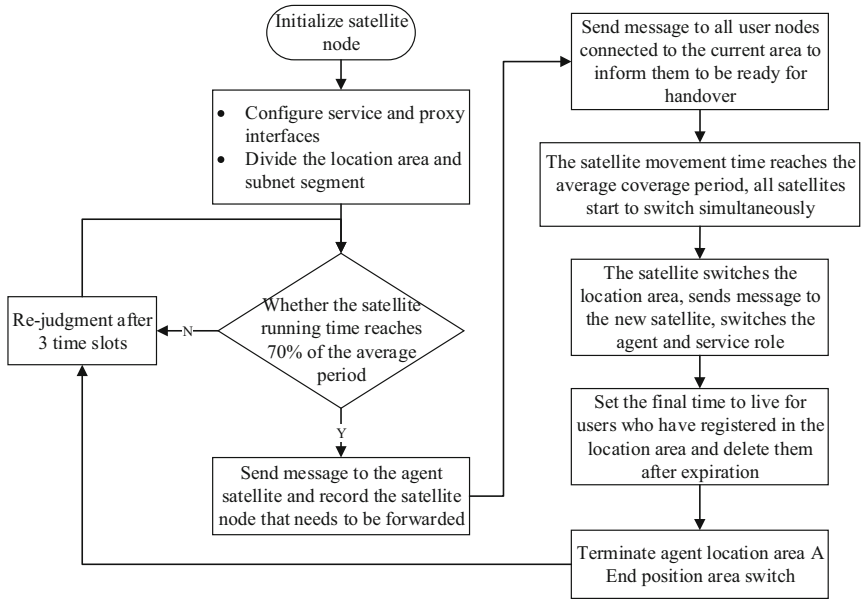 Initialize satellite
node
• Configure service and proxy
interfaces
• Divide the location area and
subnet segment
Whether the satellite
running time reaches
70% of the average
period
N
Re-judgment after
3 time slots
Y
Send message to the agent
satellite and record the satellite
node that needs to be forwarded
Send message to all user nodes
connected to the current area to
inform them to be ready for
handover
The satellite movement time reaches the
average coverage period, all satellites
start to switch simultaneously
The satellite switches the
location area, sends message to
the new satellite, switches the
agent and service role
Set the final time to live for
users who have registered in the
location area and delete them
after expiration
Terminate agent location area A
End position area switch